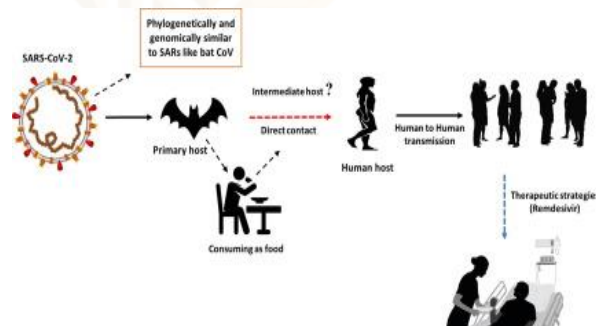 Phylogenetically and
genomically similar
to SARs like bat CoV
SARS-CoV-2
Intermediate host ?
Direct contact
Primary host
Human host
Human to Human
transmission
Consuming as food
Therapeutic strategie
(Remdesivir)